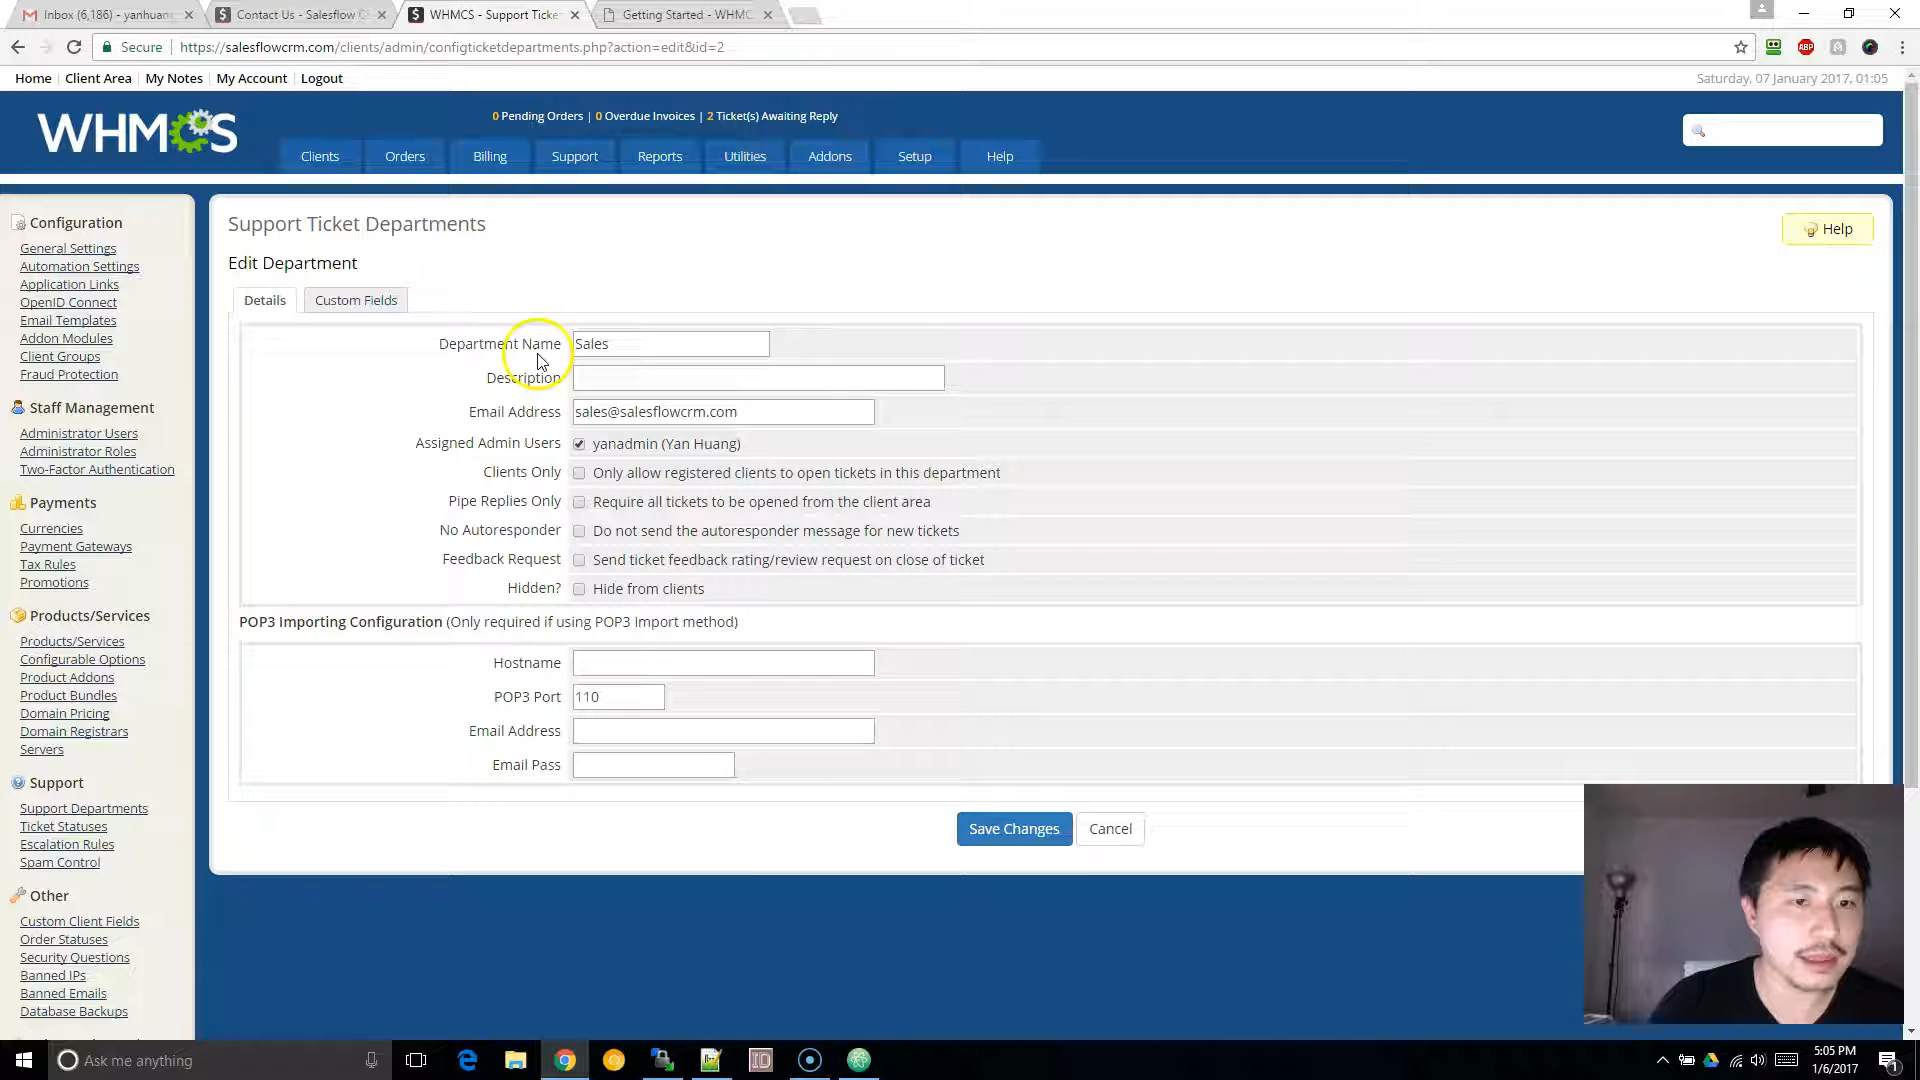 Inbox (6,186) - yanhuan
Contact Us - Salesflow C
WHMCS - Support Ticke
Getting Started - WHMC
Secure
https://salesflowcrm.com/clients/admin/configticketdepartments.php?action=edit&id=2
ABP
Home
Client Area
My Notes
My Account
Logout
Saturday, 07 January 2017, 01:05
WHMCS
0 Pending Orders | 0 Overdue Invoices | 2 Ticket(s) Awaiting Reply
Clients
Orders
Billing
Support
Reports
Utilities
Addons
Setup
Help
Configuration
General Settings
Automation Settings
Application Links
OpenID Connect
Email Templates
Addon Modules
Client Groups
Fraud Protection
Staff Management
Administrator Users
Administrator Roles
Two-Factor Authentication
Payments
Currencies
Payment Gateways
Tax Rules
Promotions
Products/Services
Products/Services
Configurable Options
Product Addons
Product Bundles
Domain Pricing
Domain Registrars
Servers
Support
Support Departments
Ticket Statuses
Escalation Rules
Spam Control
Other
Custom Client Fields
Order Statuses
Security Questions
Banned IPs
Banned Emails
Database Backups
Support Ticket Departments
Help
Edit Department
Details
Custom Fields
Department Name Sales
Description
Email Address sales@salesflowcrm.com
Assigned Admin Users yanadmin (Yan Huang)
Clients Only Only allow registered clients to open tickets in this department
Pipe Replies Only Require all tickets to be opened from the client area
No Autoresponder Do not send the autoresponder message for new tickets
Feedback Request Send ticket feedback rating/review request on close of ticket
Hidden? Hide from clients
POP3 Importing Configuration (Only required if using POP3 Import method)
Hostname
POP3 Port 110
Email Address
Email Pass
Save Changes
Cancel
Ask me anything
5:05 PM
1/6/2017